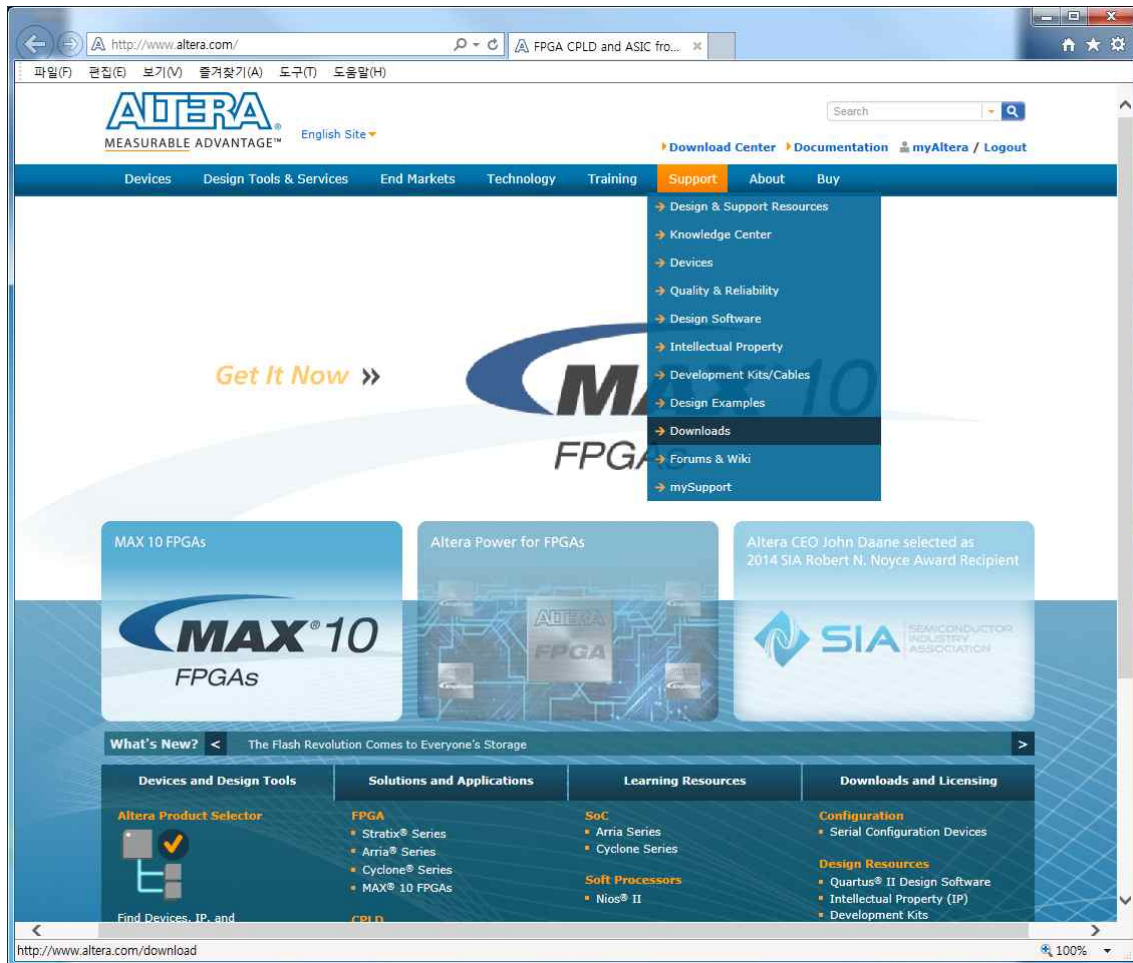 http://www.altera.com/
FPGA CPLD and ASIC fro...
파일(F) 편집(E) 보기(V) 즐겨찾기(A) 도구(T) 도움말(H)
ALTERA®
MEASURABLE ADVANTAGE™
English Site
Search
Download Center Documentation myAltera / Logout
Devices Design Tools & Services End Markets Technology Training Support About Buy
Design & Support Resources
Knowledge Center
Devices
Quality & Reliability
Design Software
Intellectual Property
Development Kits/Cables
Design Examples
Downloads
Forums & Wiki
mySupport
Get It Now »
MAX 10
FPGAs
MAX 10 FPGAs
MAX® 10
FPGAs
Altera Power for FPGAs
ALTERA
FPGA
Altera CEO John Daane selected as
2014 SIA Robert N. Noyce Award Recipient
SIA
SEMICONDUCTOR
INDUSTRY
ASSOCIATION
What's New? < The Flash Revolution Comes to Everyone's Storage >
Devices and Design Tools Solutions and Applications Learning Resources Downloads and Licensing
Altera Product Selector
Find Devices, IP, and
FPGA
Stratix® Series
Arria® Series
Cyclone® Series
MAX® 10 FPGAs
CPLD
SoC
Arria Series
Cyclone Series
Soft Processors
Nios® II
Configuration
Serial Configuration Devices
Design Resources
Quartus® II Design Software
Intellectual Property (IP)
Development Kits
http://www.altera.com/download
100%